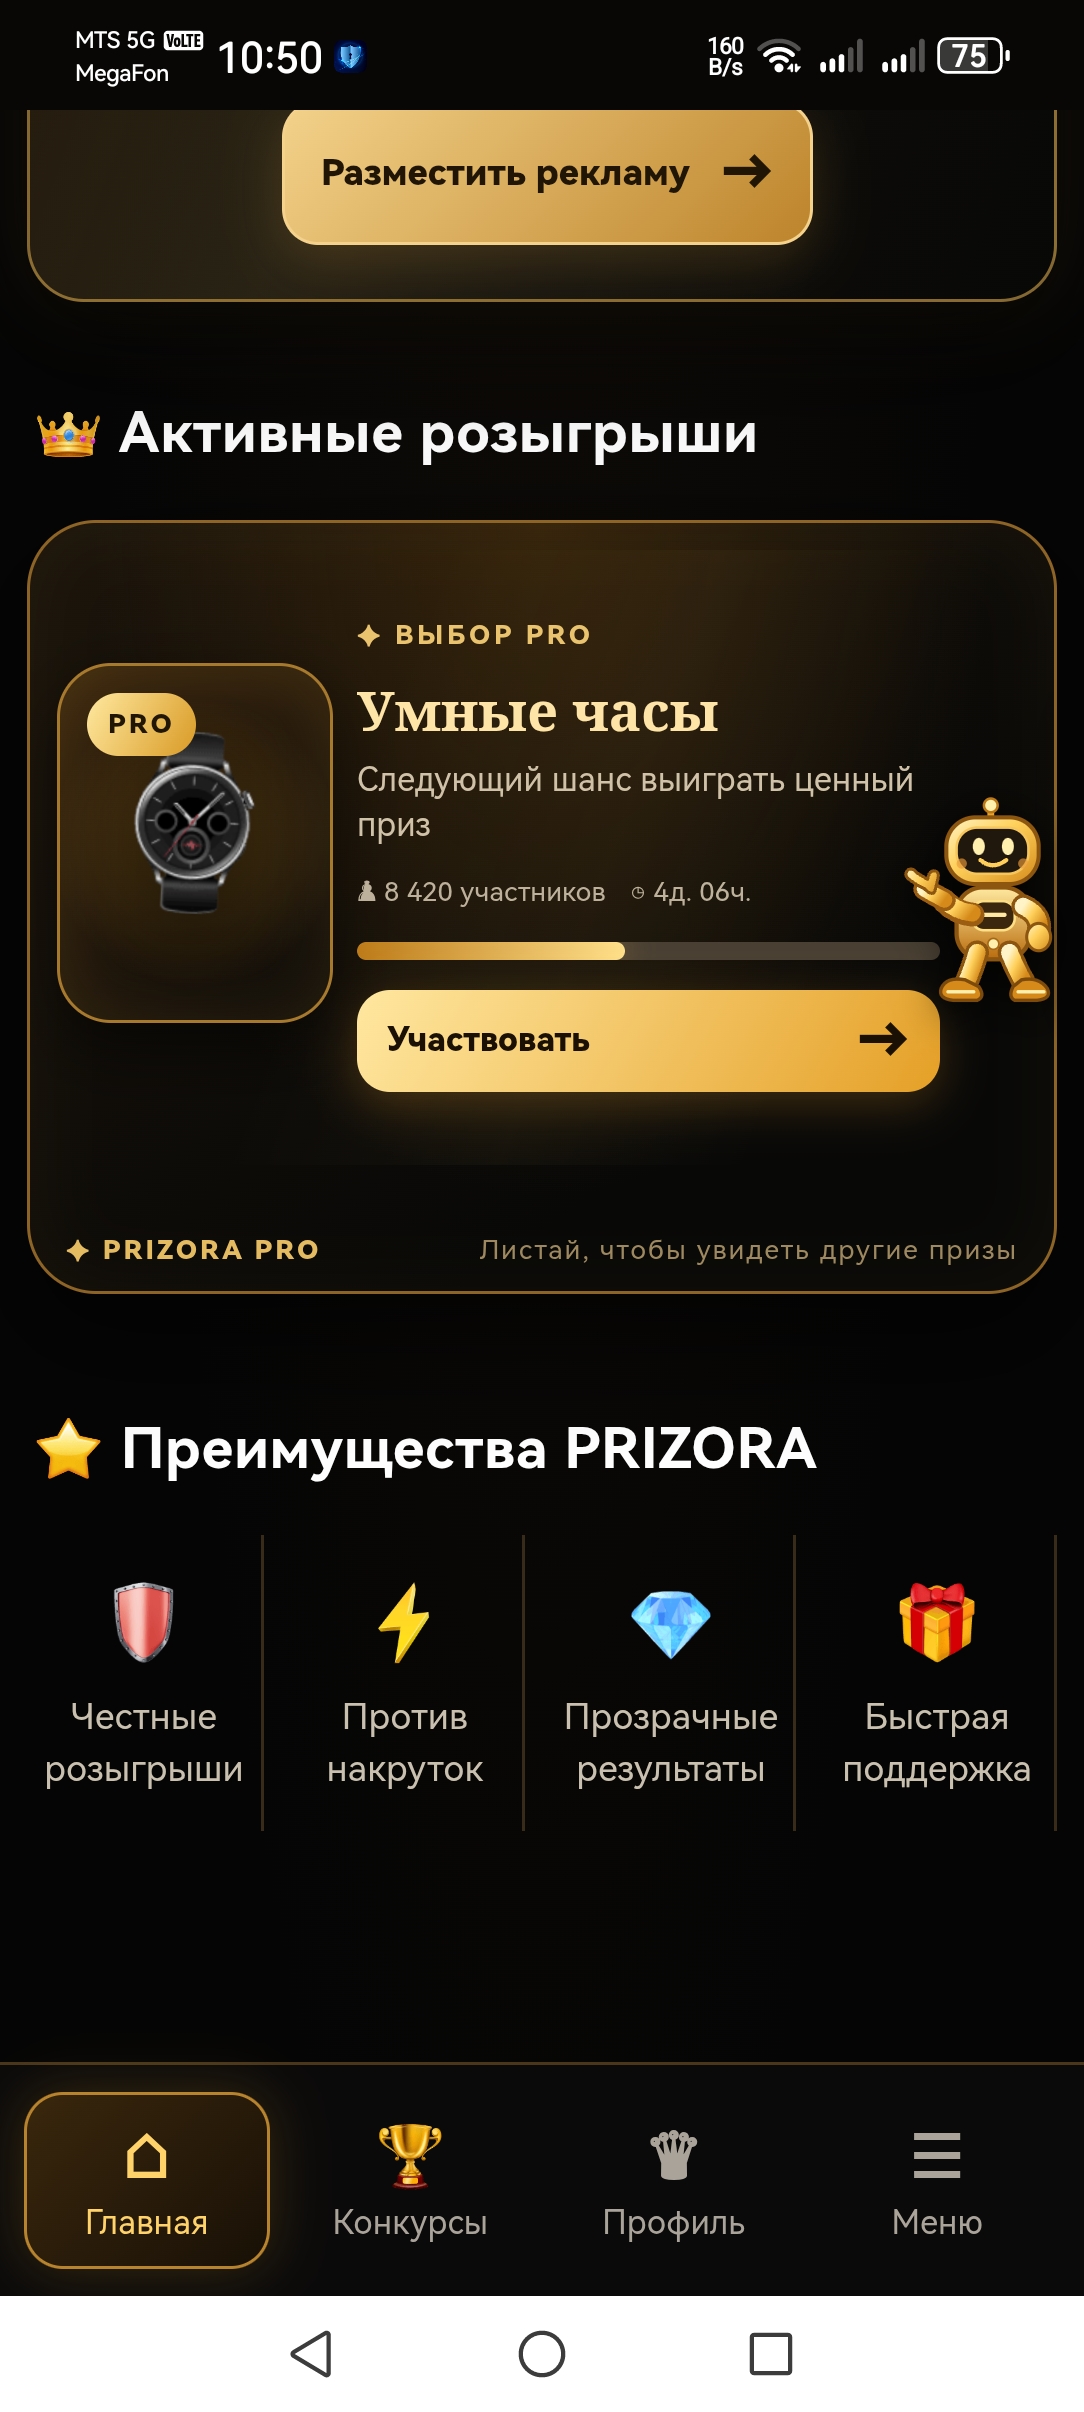 MTS 5G VoLTE
MegaFon
10:50
160
B/s
75
Разместить рекламу →
Активные розыгрыши
ВЫБОР PRO
PRO
Умные часы
Следующий шанс выиграть ценный
приз
8 420 участников 4д. 06ч.
Участвовать →
PRIZORA PRO
Листай, чтобы увидеть другие призы
Преимущества PRIZORA
Честные
розыгрыши
Против
накруток
Прозрачные
результаты
Быстрая
поддержка
Главная
Конкурсы
Профиль
Меню